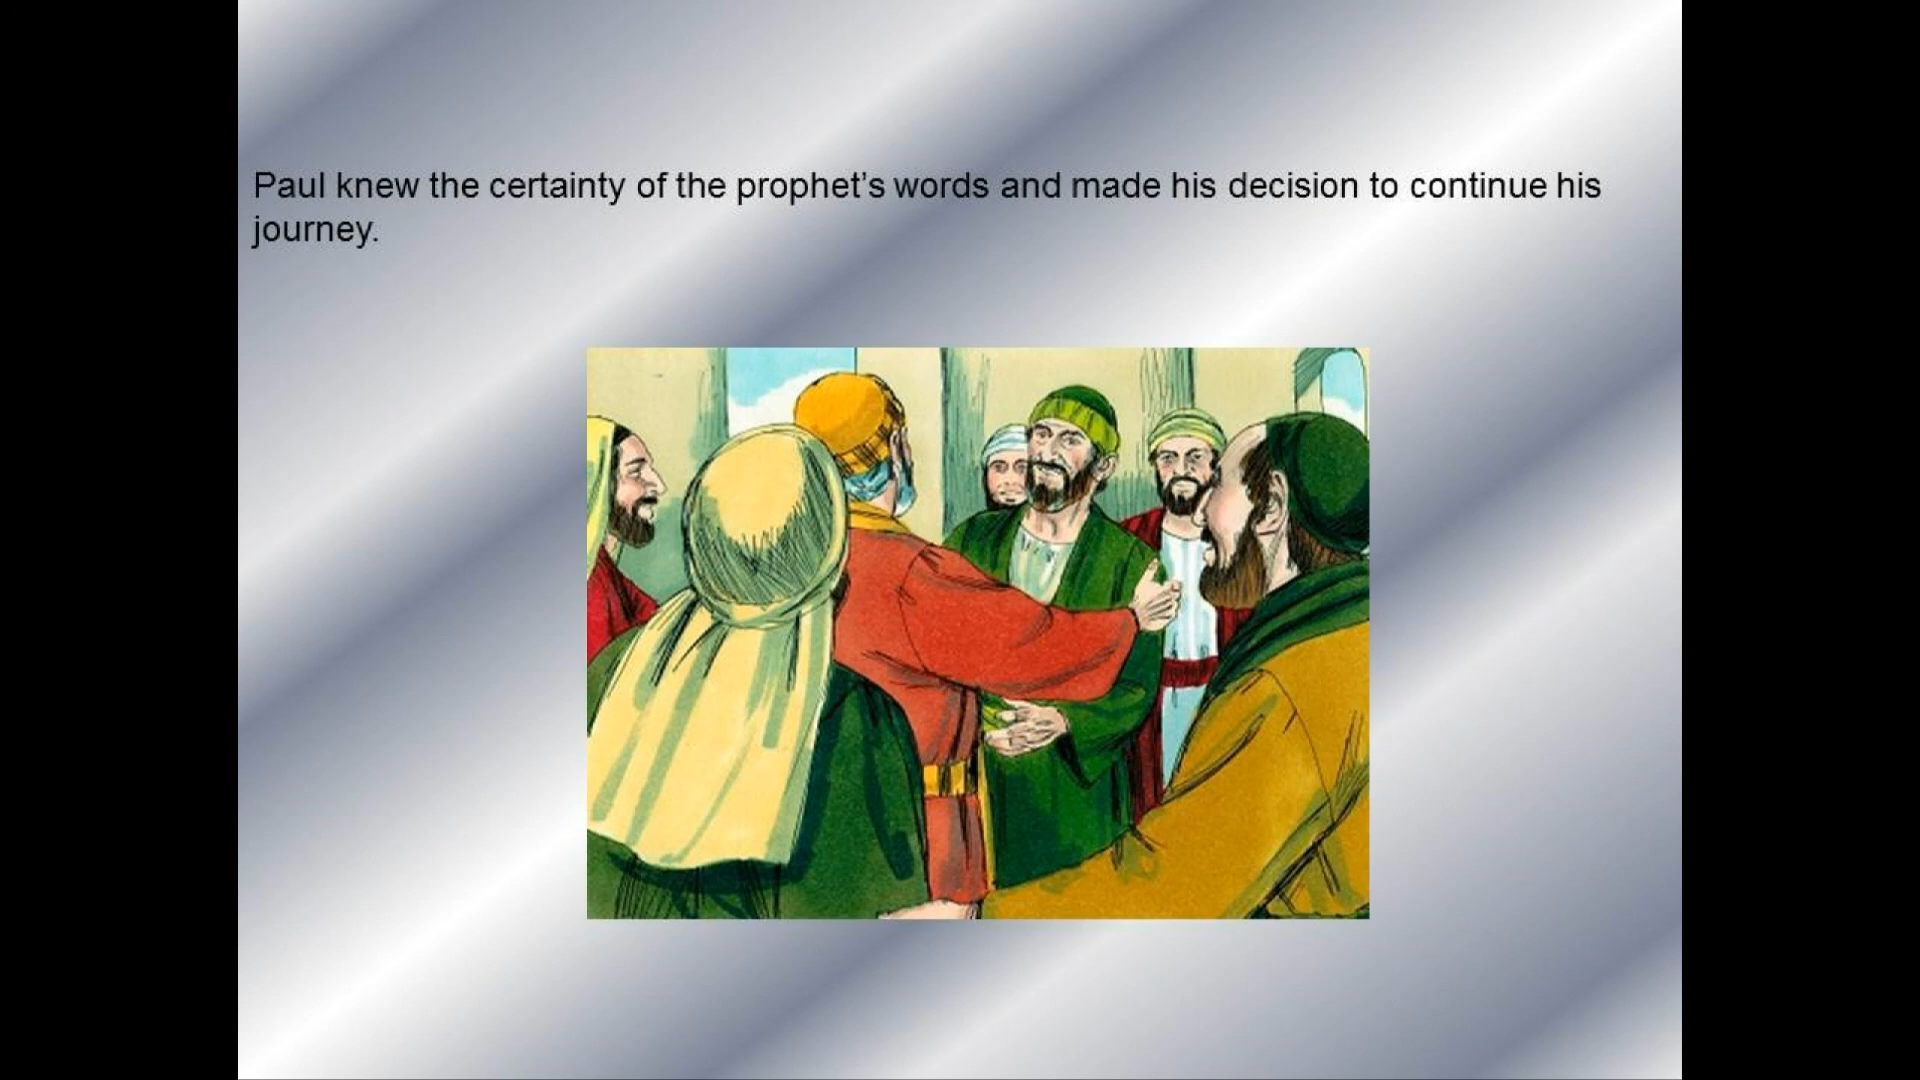 Paul knew the certainty of the prophet’s words and made his decision to continue his
journey.